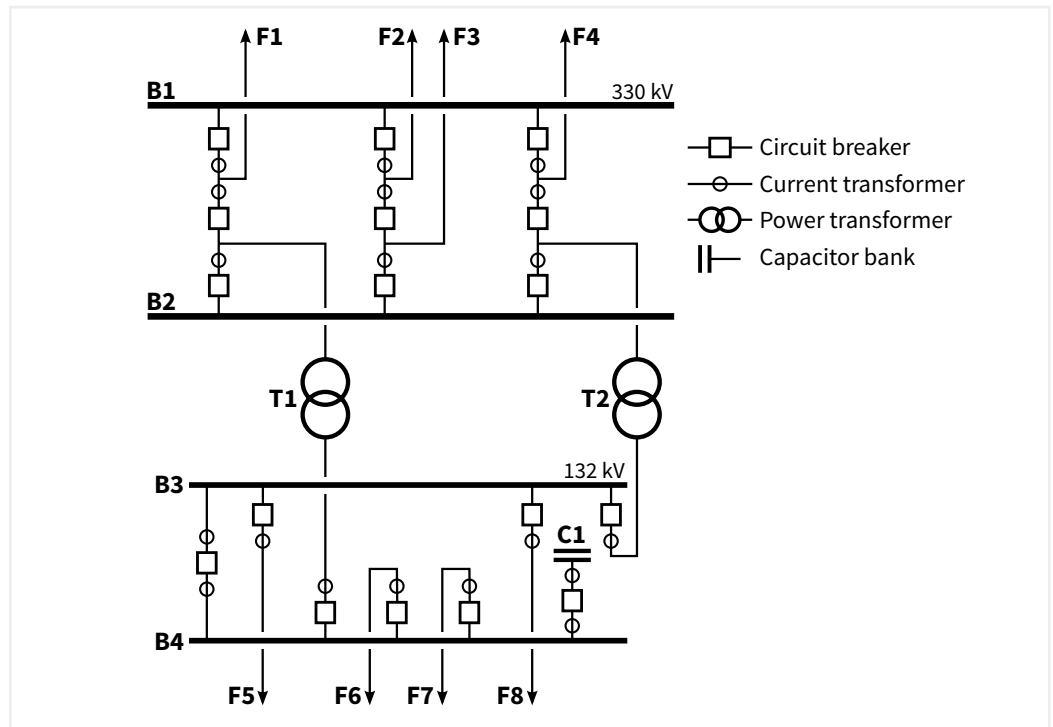 F1
F2
F3
F4
B1
330 kV
Circuit breaker
Current transformer
Power transformer
Capacitor bank
B2
T1
T2
132 kV
B3
C1
B4
F5
F6
F7
F8